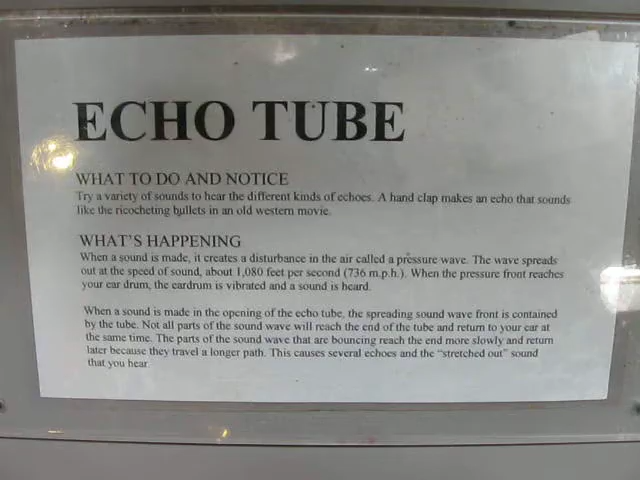 ECHO TUBE
WHAT TO DO AND NOTICE
Try a variety of sounds to hear the different kinds of echoes. A hand clap makes an echo that sounds
like the ricocheting bullets in an old western movie.
WHAT'S HAPPENING
When a sound is made, it creates a disturbance in the air called a pressure wave. The wave spreads
out at the speed of sound, about 1,080 feet per second (736 m.p.h.). When the pressure front reaches
your ear drum, the eardrum is vibrated and a sound is heard.
When a sound is made in the opening of the echo tube, the spreading sound wave front is contained
by the tube. Not all parts of the sound wave will reach the end of the tube and return to your ear at
the same time. The parts of the sound wave that are bouncing reach the end more slowly and return
later because they travel a longer path. This causes several echoes and the “stretched out” sound
that you hear.